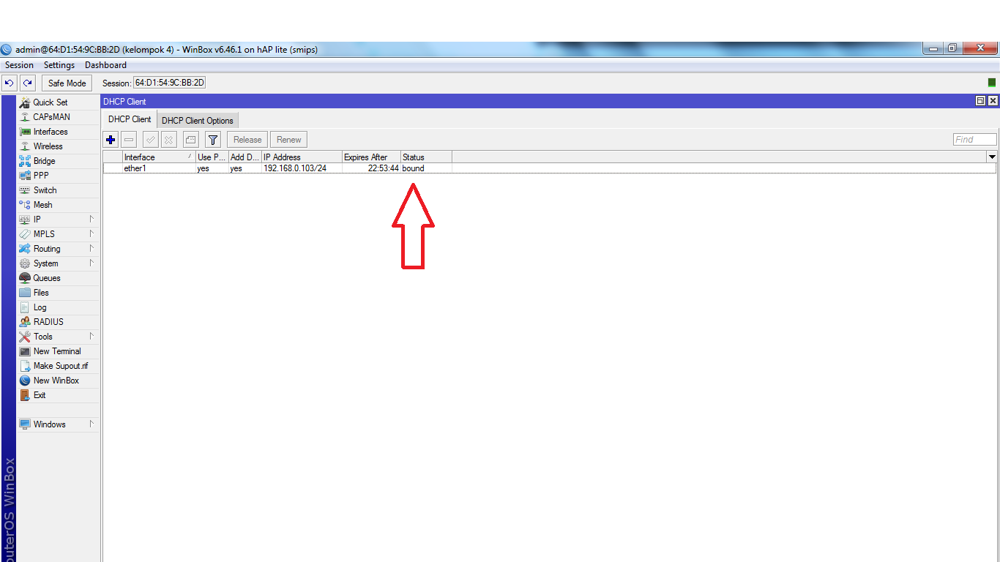 admin@64:D1:54:9C:BB:2D (kelompok 4) - WinBox v6.46.1 on hAP lite (smips)
Session Settings Dashboard
Safe Mode Session: 64:D1:54:9C:BB:2D
Quick Set
CAPsMAN
Interfaces
Wireless
Bridge
PPP
Switch
Mesh
IP
MPLS
Routing
System
Queues
Files
Log
RADIUS
Tools
New Terminal
Make Supout.rif
New WinBox
Exit
Windows
outerOS WinBox
DHCP Client
DHCP Client DHCP Client Options
Release Renew Find
Interface Use P... Add D... IP Address Expires After Status
ether1 yes yes 192.168.0.103/24 22:53:44 bound